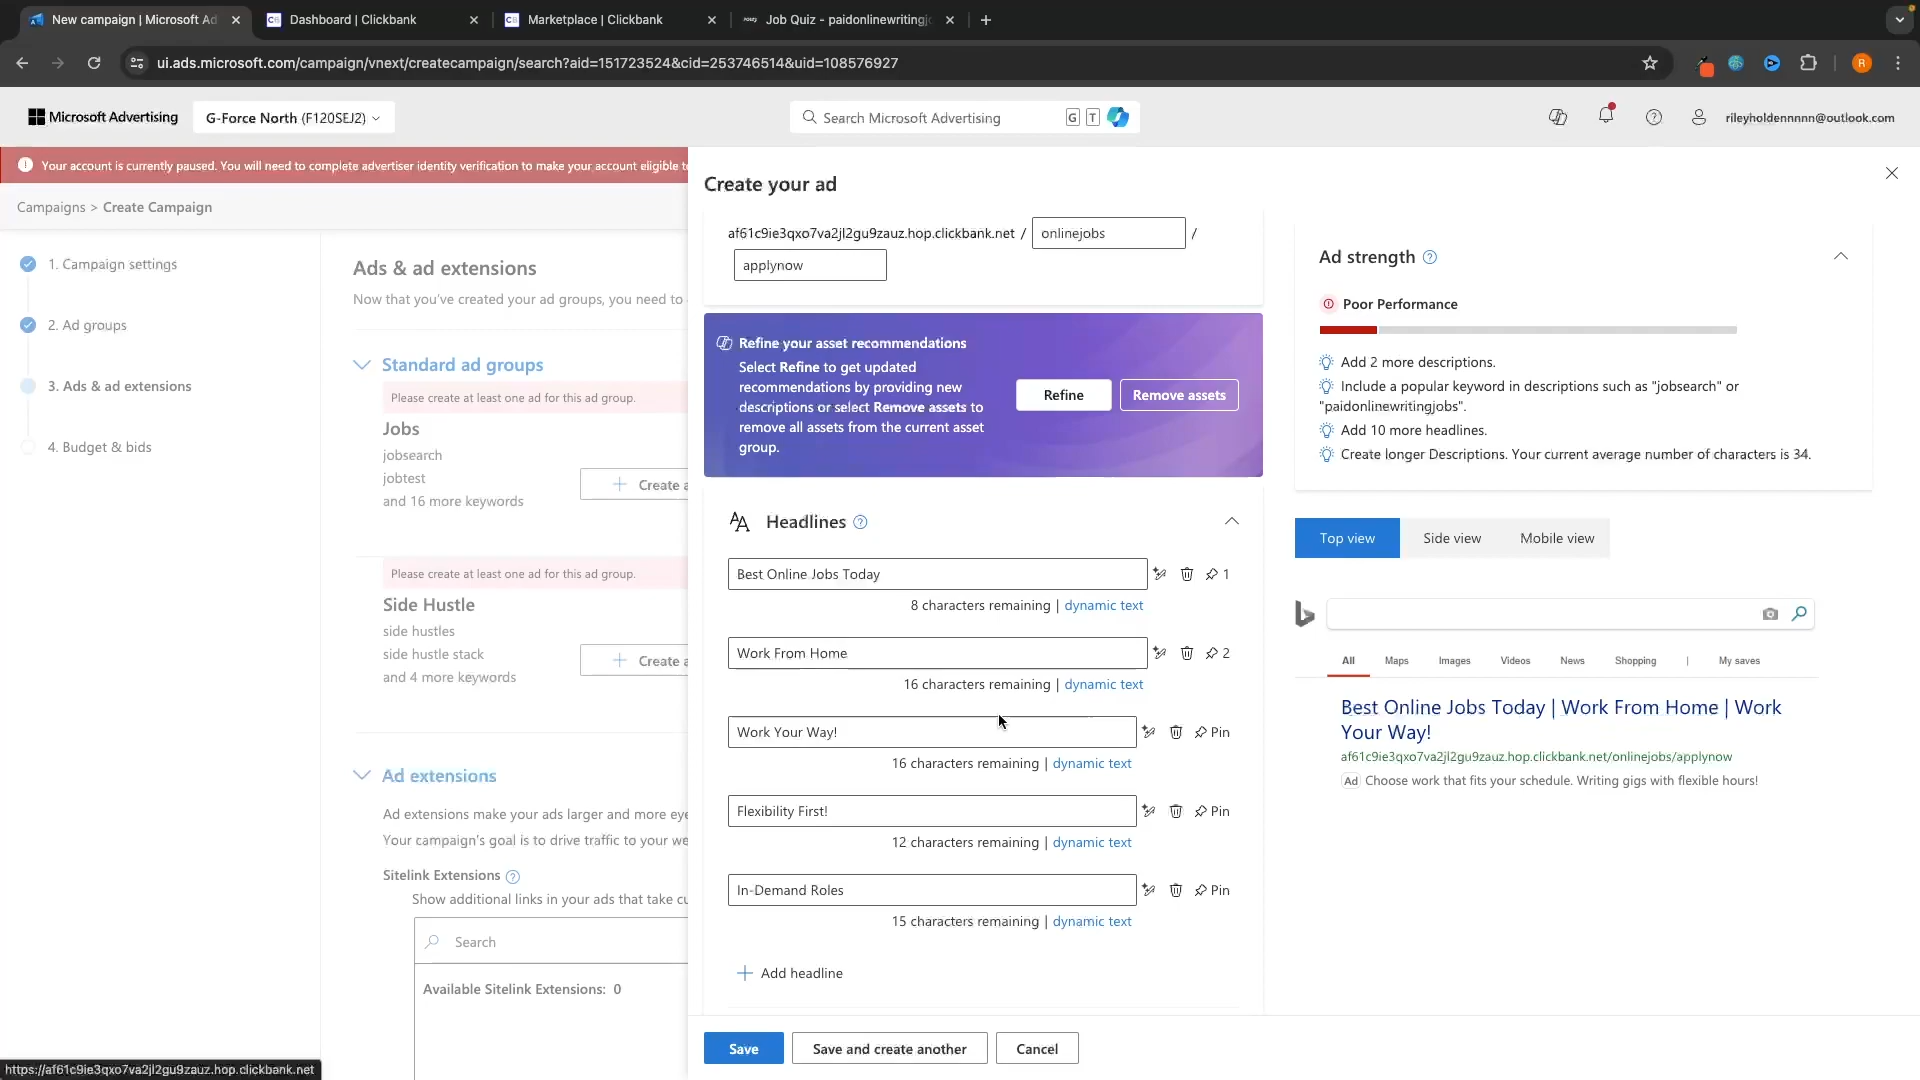 New campaign | Microsoft Ad
Dashboard | Clickbank
Marketplace | Clickbank
Job Quiz - paidonlinewritingj
ui.ads.microsoft.com/campaign/vnext/createcampaign/search?aid=151723524&cid=253746514&uid=108576927
R
Microsoft Advertising
G-Force North (F120SEJ2)
Search Microsoft Advertising
G
T
rileyholdennnnn@outlook.com
Your account is currently paused. You will need to complete advertiser identity verification to make your account eligible to
Campaigns > Create Campaign
1. Campaign settings
2. Ad groups
3. Ads & ad extensions
4. Budget & bids
Ads & ad extensions
Now that you've created your ad groups, you need to
Standard ad groups
Please create at least one ad for this ad group.
Jobs
jobsearch
jobtest
and 16 more keywords
Create a
Please create at least one ad for this ad group.
Side Hustle
side hustles
side hustle stack
and 4 more keywords
Create a
Ad extensions
Ad extensions make your ads larger and more eye
Your campaign's goal is to drive traffic to your we
Sitelink Extensions
Show additional links in your ads that take cu
Search
Available Sitelink Extensions: 0
https://af61c9ie3qxo7va2jl2gu9zauz.hop.clickbank.net
Create your ad
af61c9ie3qxo7va2jl2gu9zauz.hop.clickbank.net / onlinejobs /
applynow
Refine your asset recommendations
Select Refine to get updated
recommendations by providing new
descriptions or select Remove assets to
remove all assets from the current asset
group.
Refine
Remove assets
Headlines
Best Online Jobs Today
1
8 characters remaining | dynamic text
Work From Home
2
16 characters remaining | dynamic text
Work Your Way!
Pin
16 characters remaining | dynamic text
Flexibility First!
Pin
12 characters remaining | dynamic text
In-Demand Roles
Pin
15 characters remaining | dynamic text
Add headline
Save
Save and create another
Cancel
Ad strength
Poor Performance
Add 2 more descriptions.
Include a popular keyword in descriptions such as "jobsearch" or
"paidonlinewritingjobs".
Add 10 more headlines.
Create longer Descriptions. Your current average number of characters is 34.
Top view
Side view
Mobile view
All
Maps
Images
Videos
News
Shopping
|
My saves
Best Online Jobs Today | Work From Home | Work
Your Way!
af61c9ie3qxo7va2jl2gu9zauz.hop.clickbank.net/onlinejobs/applynow
Ad Choose work that fits your schedule. Writing gigs with flexible hours!